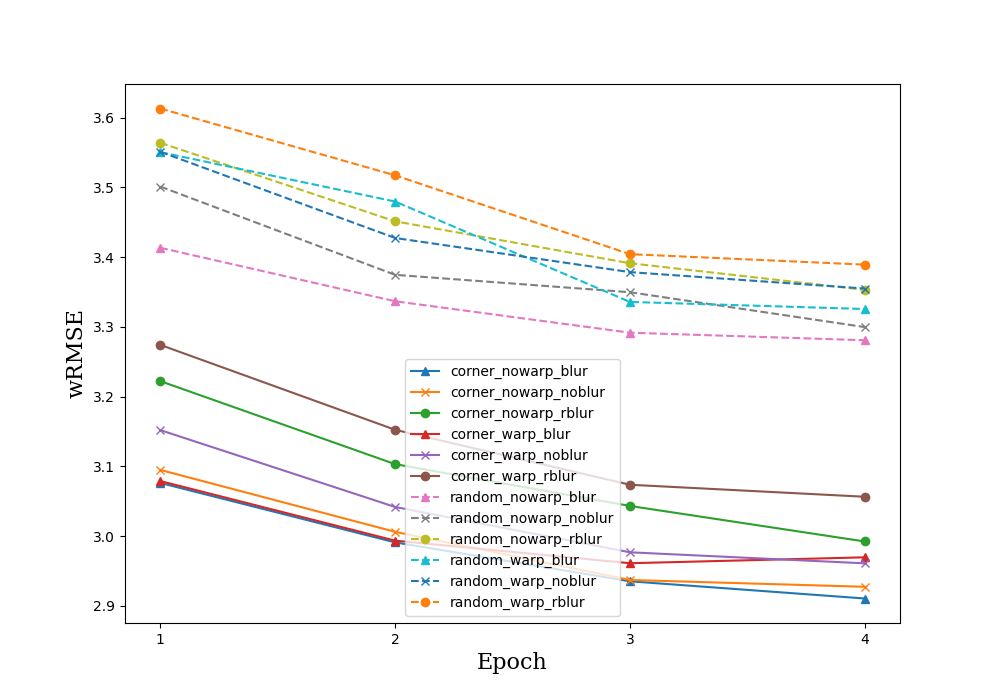 3.6
3.5
3.4
3.3
3.2
3.1
3.0
2.9
wRMSE
corner_nowarp_blur
corner_nowarp_noblur
corner_nowarp_rblur
corner_warp_blur
corner_warp_noblur
corner_warp_rblur
random_nowarp_blur
random_nowarp_noblur
random_nowarp_rblur
random_warp_blur
random_warp_noblur
random_warp_rblur
1 2 3 4
Epoch